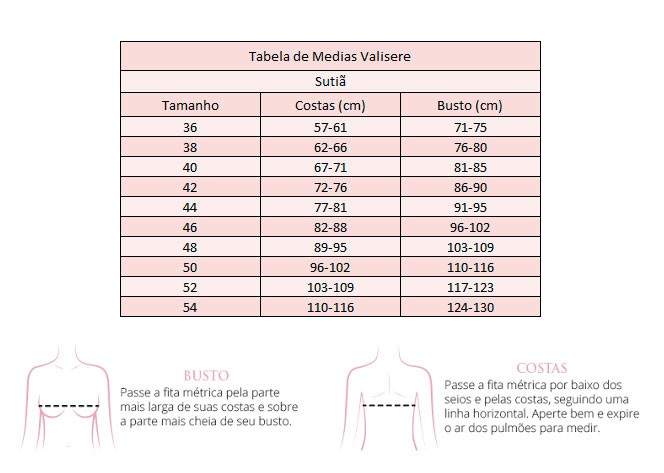 Tabela de Medias Valisere
Sutiã
Tamanho Costas (cm) Busto (cm)
36 57-61 71-75
38 62-66 76-80
40 67-71 81-85
42 72-76 86-90
44 77-81 91-95
46 82-88 96-102
48 89-95 103-109
50 96-102 110-116
52 103-109 117-123
54 110-116 124-130
BUSTO
Passe a fita métrica pela parte
mais larga de suas costas e sobre
a parte mais cheia de seu busto.
COSTAS
Passe a fita métrica por baixo dos
seios e pelas costas, seguindo uma
linha horizontal. Aperte bem e expire
o ar dos pulmões para medir.